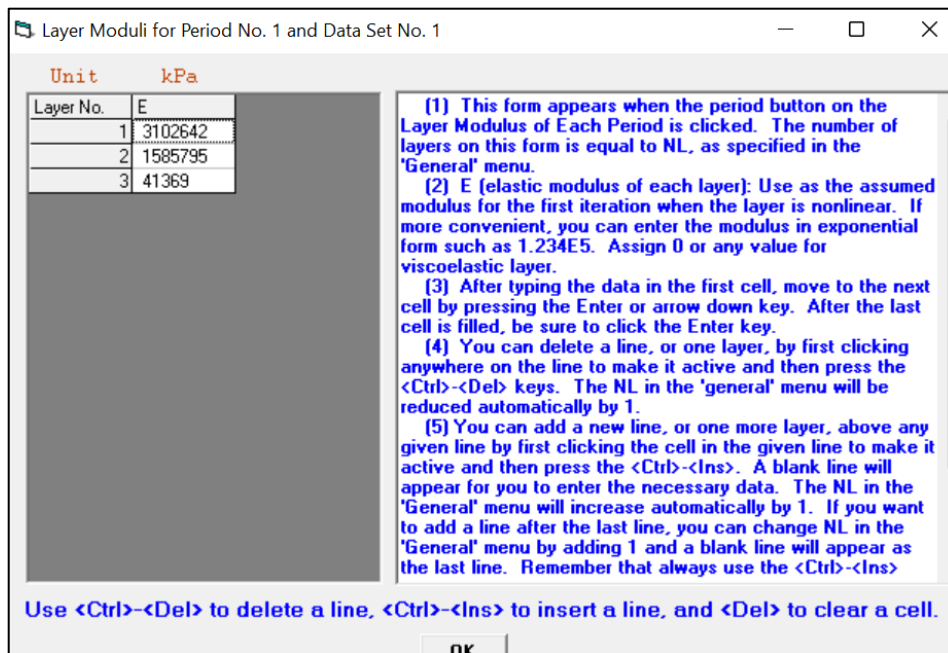 Layer Moduli for Period No. 1 and Data Set No. 1
Unit kPa
Layer No. E
1 3102642
2 1585795
3 41369
(1) This form appears when the period button on the
Layer Modulus of Each Period is clicked. The number of
layers on this form is equal to NL, as specified in the
'General' menu.
(2) E (elastic modulus of each layer): Use as the assumed
modulus for the first iteration when the layer is nonlinear. If
more convenient, you can enter the modulus in exponential
form such as 1.234E5. Assign 0 or any value for
viscoelastic layer.
(3) After typing the data in the first cell, move to the next
cell by pressing the Enter or arrow down key. After the last
cell is filled, be sure to click the Enter key.
(4) You can delete a line, or one layer, by first clicking
anywhere on the line to make it active and then press the
<Ctrl>-<Del> keys. The NL in the 'general' menu will be
reduced automatically by 1.
(5) You can add a new line, or one more layer, above any
given line by first clicking the cell in the given line to make it
active and then press the <Ctrl>-<Ins>. A blank line will
appear for you to enter the necessary data. The NL in the
'General' menu will increase automatically by 1. If you want
to add a line after the last line, you can change NL in the
'General' menu by adding 1 and a blank line will appear as
the last line. Remember that always use the <Ctrl>-<Ins>
Use <Ctrl>-<Del> to delete a line, <Ctrl>-<Ins> to insert a line, and <Del> to clear a cell.
OK